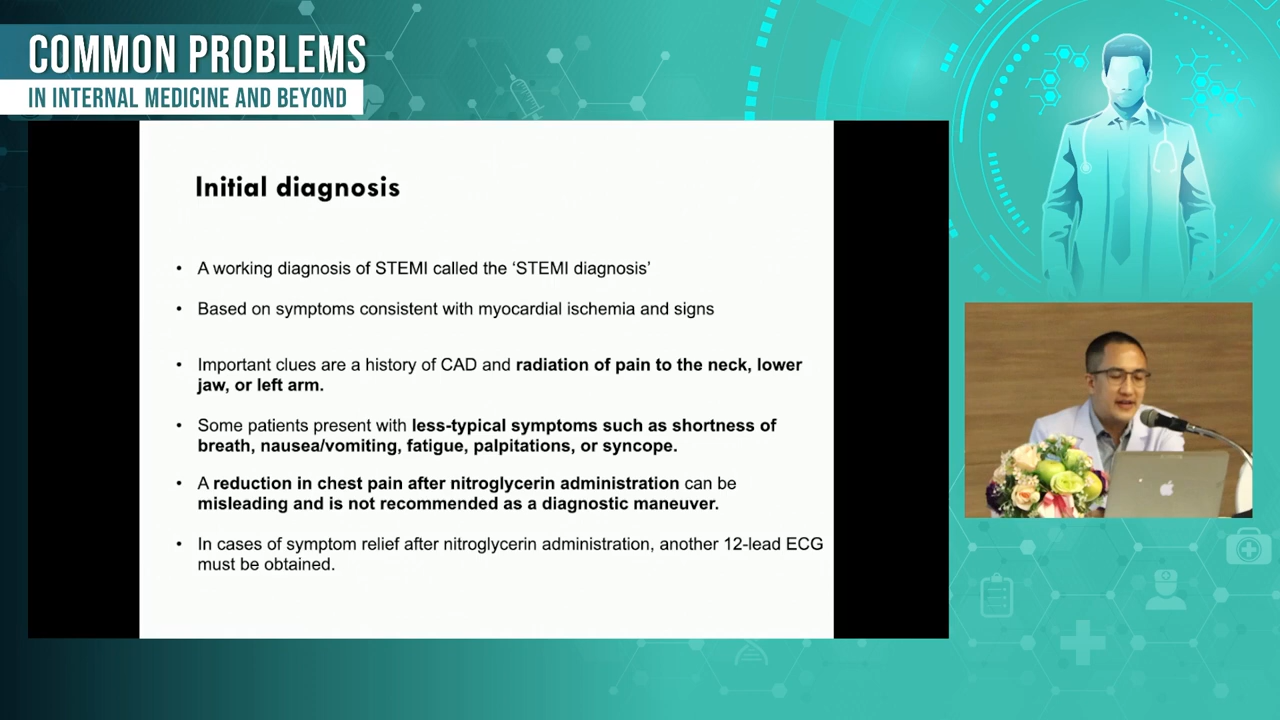 COMMON PROBLEMS
IN INTERNAL MEDICINE AND BEYOND
Initial diagnosis
• A working diagnosis of STEMI called the ‘STEMI diagnosis’
• Based on symptoms consistent with myocardial ischemia and signs
• Important clues are a history of CAD and radiation of pain to the neck, lower
jaw, or left arm.
• Some patients present with less-typical symptoms such as shortness of
breath, nausea/vomiting, fatigue, palpitations, or syncope.
• A reduction in chest pain after nitroglycerin administration can be
misleading and is not recommended as a diagnostic maneuver.
• In cases of symptom relief after nitroglycerin administration, another 12-lead ECG
must be obtained.